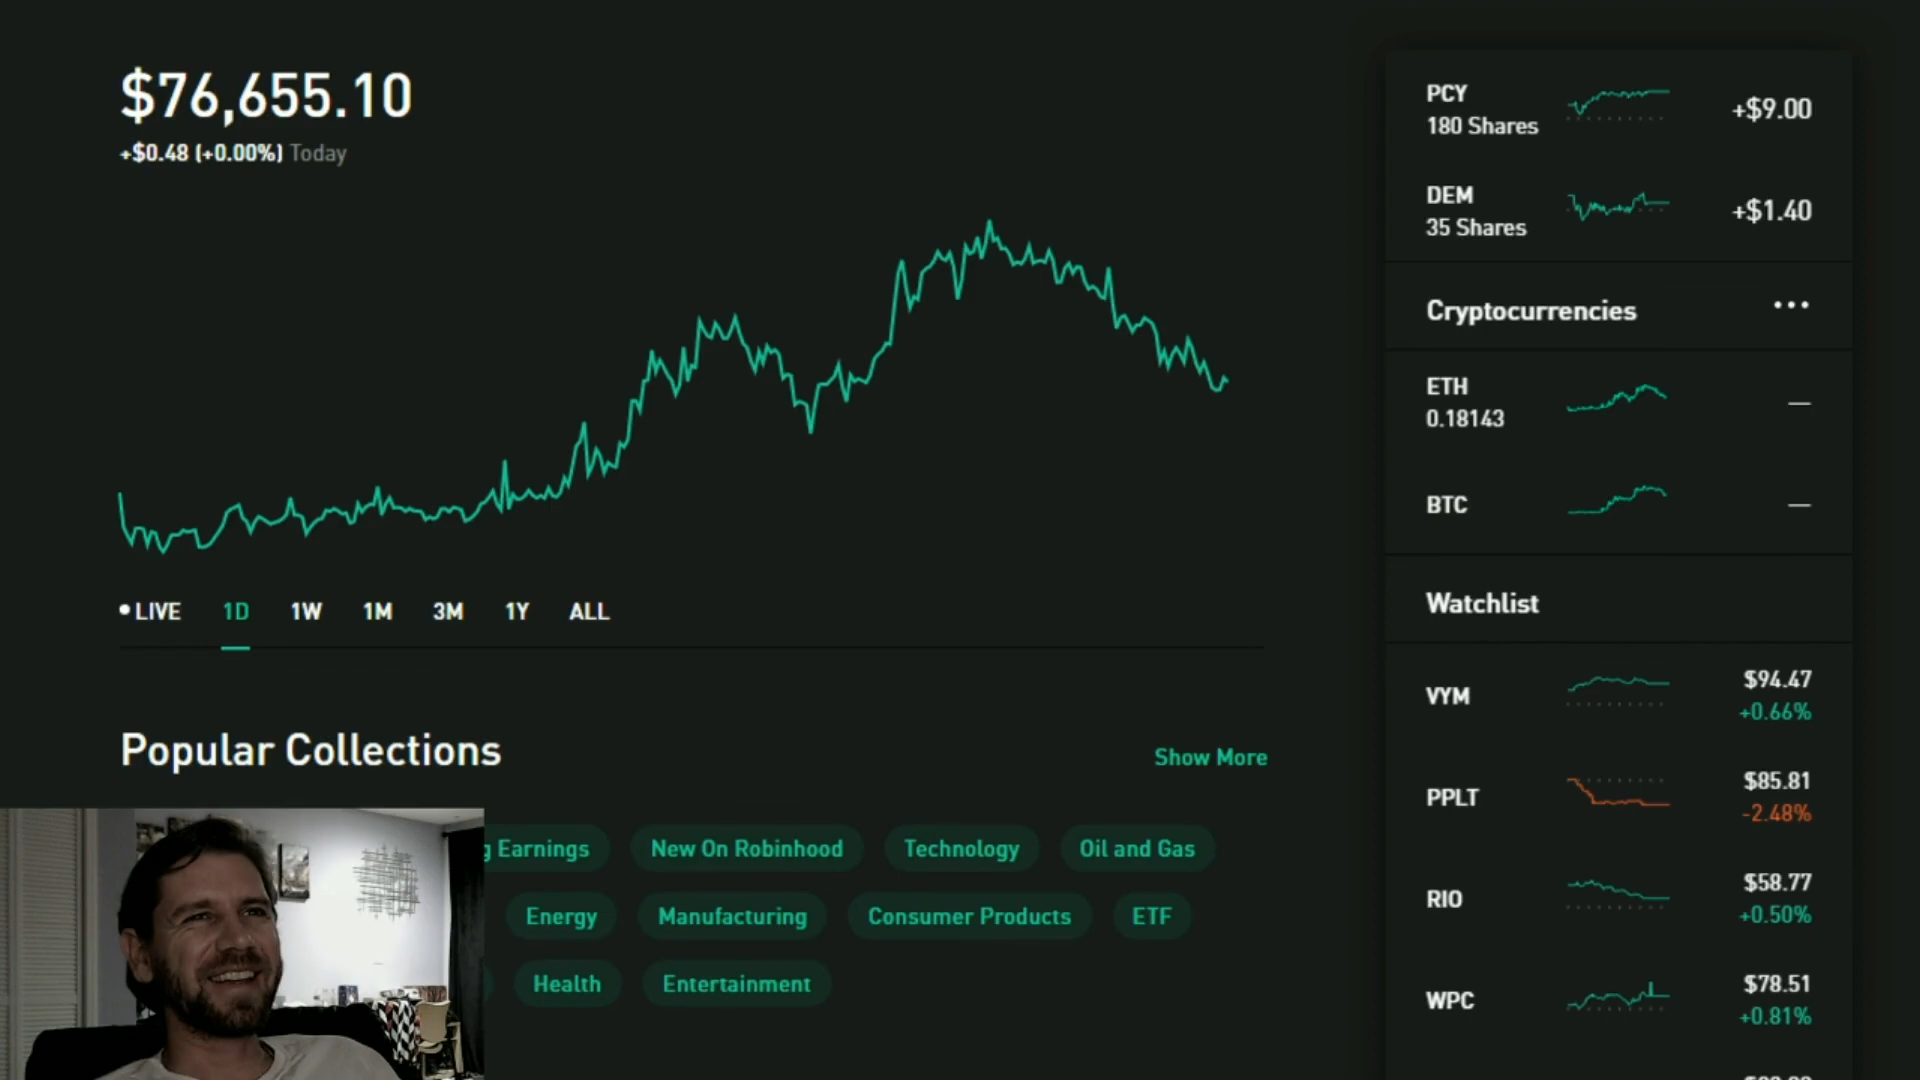 $76,655.10
+$0.48 (+0.00%) Today
LIVE 1D 1W 1M 3M 1Y ALL
Popular Collections
Show More
Earnings New On Robinhood Technology Oil and Gas
Energy Manufacturing Consumer Products ETF
Health Entertainment
PCY
180 Shares
+$9.00
DEM
35 Shares
+$1.40
Cryptocurrencies
ETH
0.18143
—
BTC
—
Watchlist
VYM
$94.47
+0.66%
PPLT
$85.81
-2.48%
RIO
$58.77
+0.50%
WPC
$78.51
+0.81%